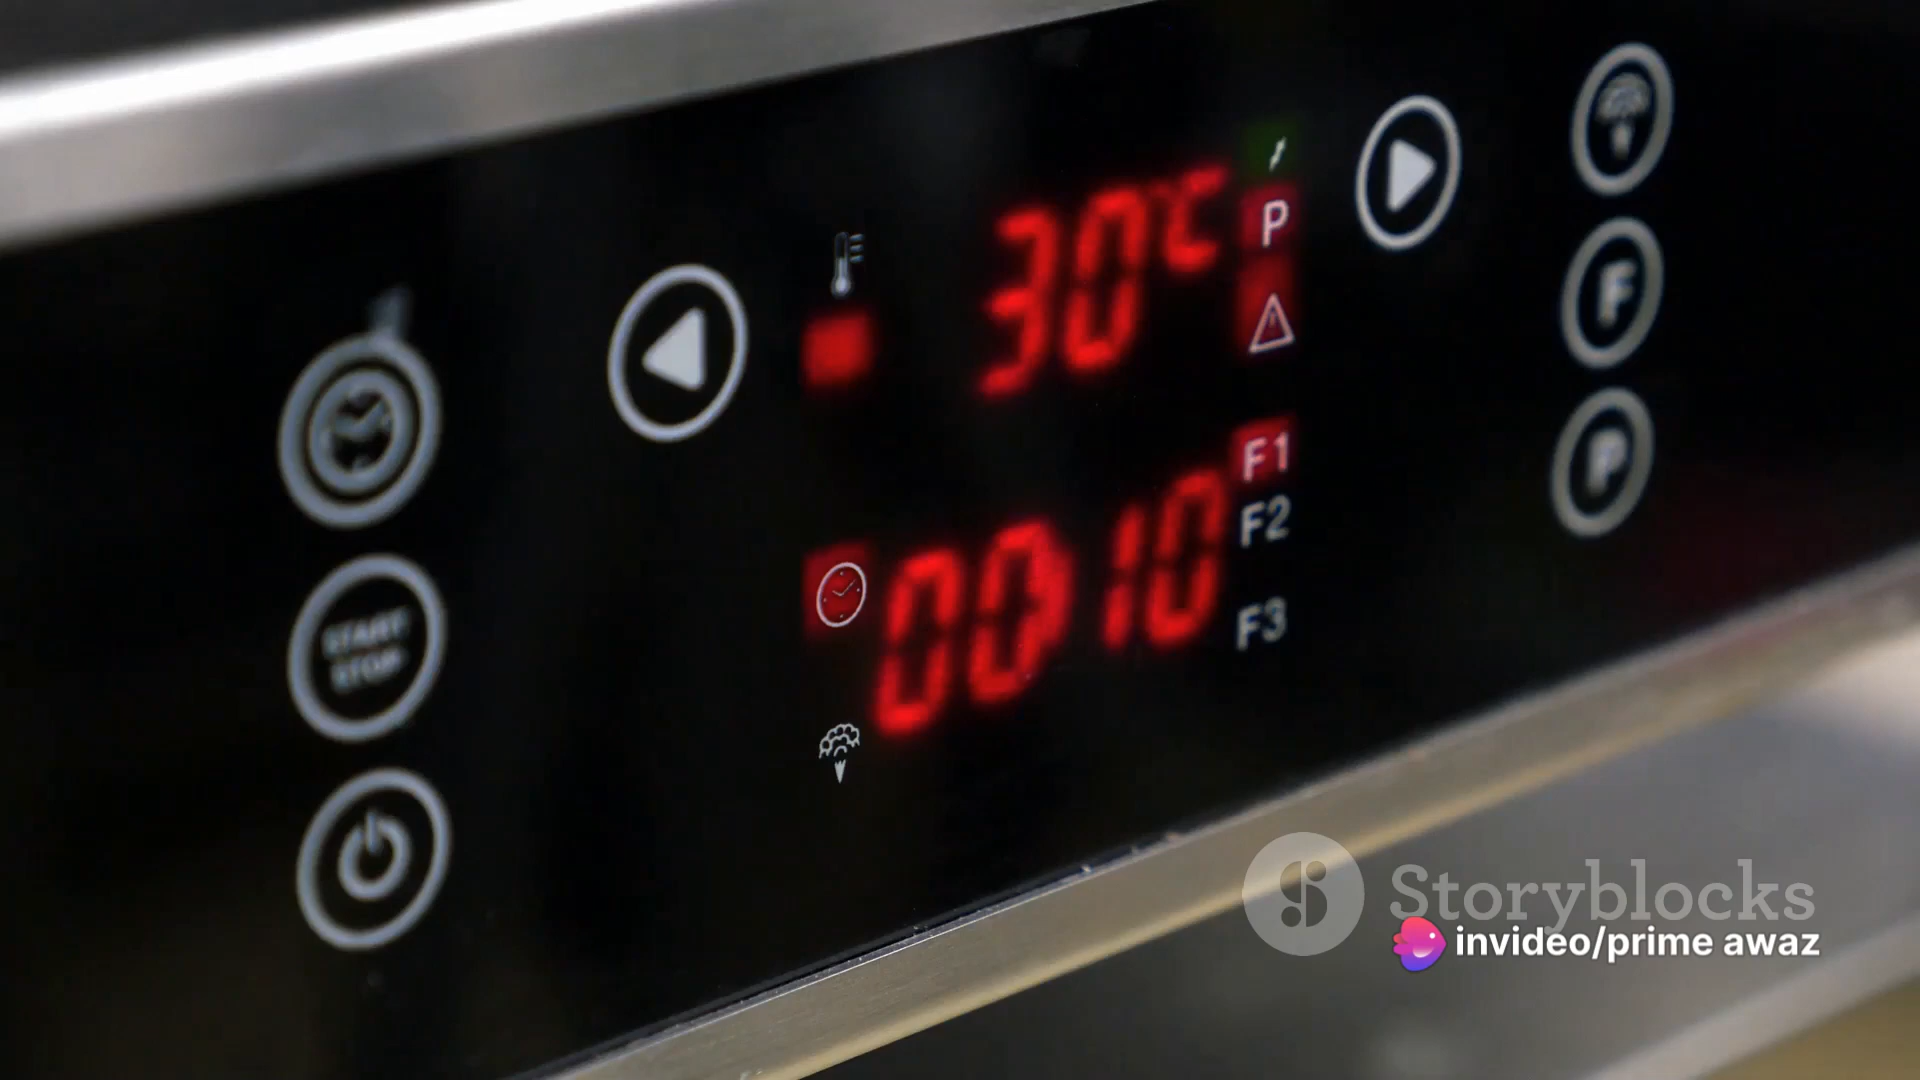 30°C
P
F1
00:10
F2
F3
START
STOP
F
P
Storyblocks
invideo/prime awaz